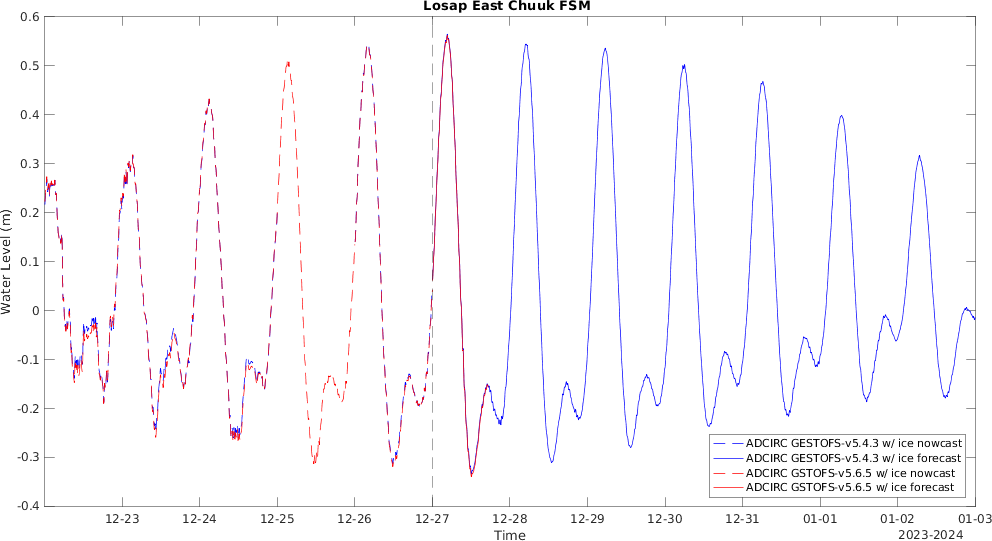 Losap East Chuuk FSM
0.6
0.5
0.4
0.3
0.2
0.1
0
-0.1
-0.2
-0.3
-0.4
Water Level (m)
12-23 12-24 12-25 12-26 12-27 12-28 12-29 12-30 12-31 01-01 01-02 01-03
Time
2023-2024
ADCIRC GESTOFS-v5.4.3 w/ ice nowcast
ADCIRC GESTOFS-v5.4.3 w/ ice forecast
ADCIRC GSTOFS-v5.6.5 w/ ice nowcast
ADCIRC GSTOFS-v5.6.5 w/ ice forecast